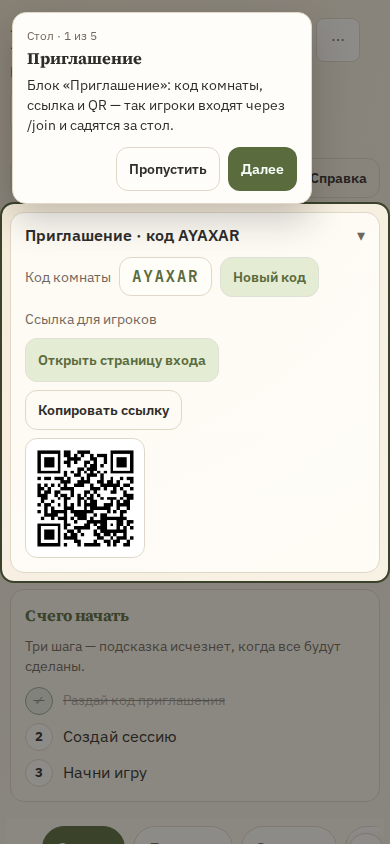 Стол · 1 из 5
Приглашение
Блок «Приглашение»: код комнаты,
ссылка и QR — так игроки входят через
/join и садятся за стол.
Пропустить
Далее
Справка
Приглашение · код AYAXAR
Код комнаты
AYAXAR
Новый код
Ссылка для игроков
Открыть страницу входа
Копировать ссылку
С чего начать
Три шага — подсказка исчезнет, когда все будут
сделаны.
Раздай код приглашения
2 Создай сессию
3 Начни игру